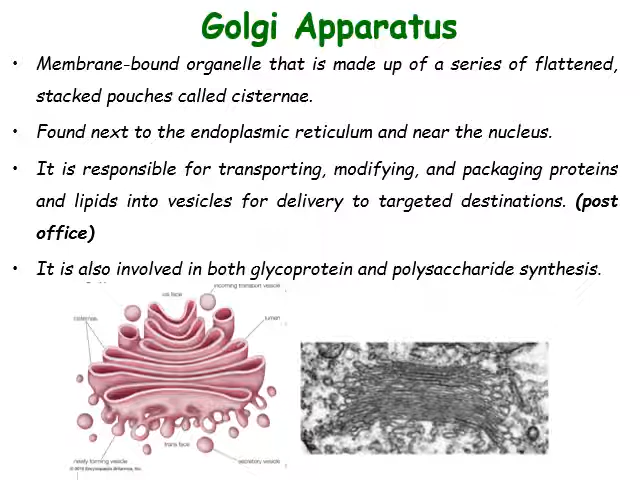 Golgi Apparatus
• Membrane-bound organelle that is made up of a series of flattened,
stacked pouches called cisternae.
• Found next to the endoplasmic reticulum and near the nucleus.
• It is responsible for transporting, modifying, and packaging proteins
and lipids into vesicles for delivery to targeted destinations. (post
office)
• It is also involved in both glycoprotein and polysaccharide synthesis.
incoming transport vesicle
cis face
cisternae
lumen
trans face
newly forming vesicle
secretory vesicle